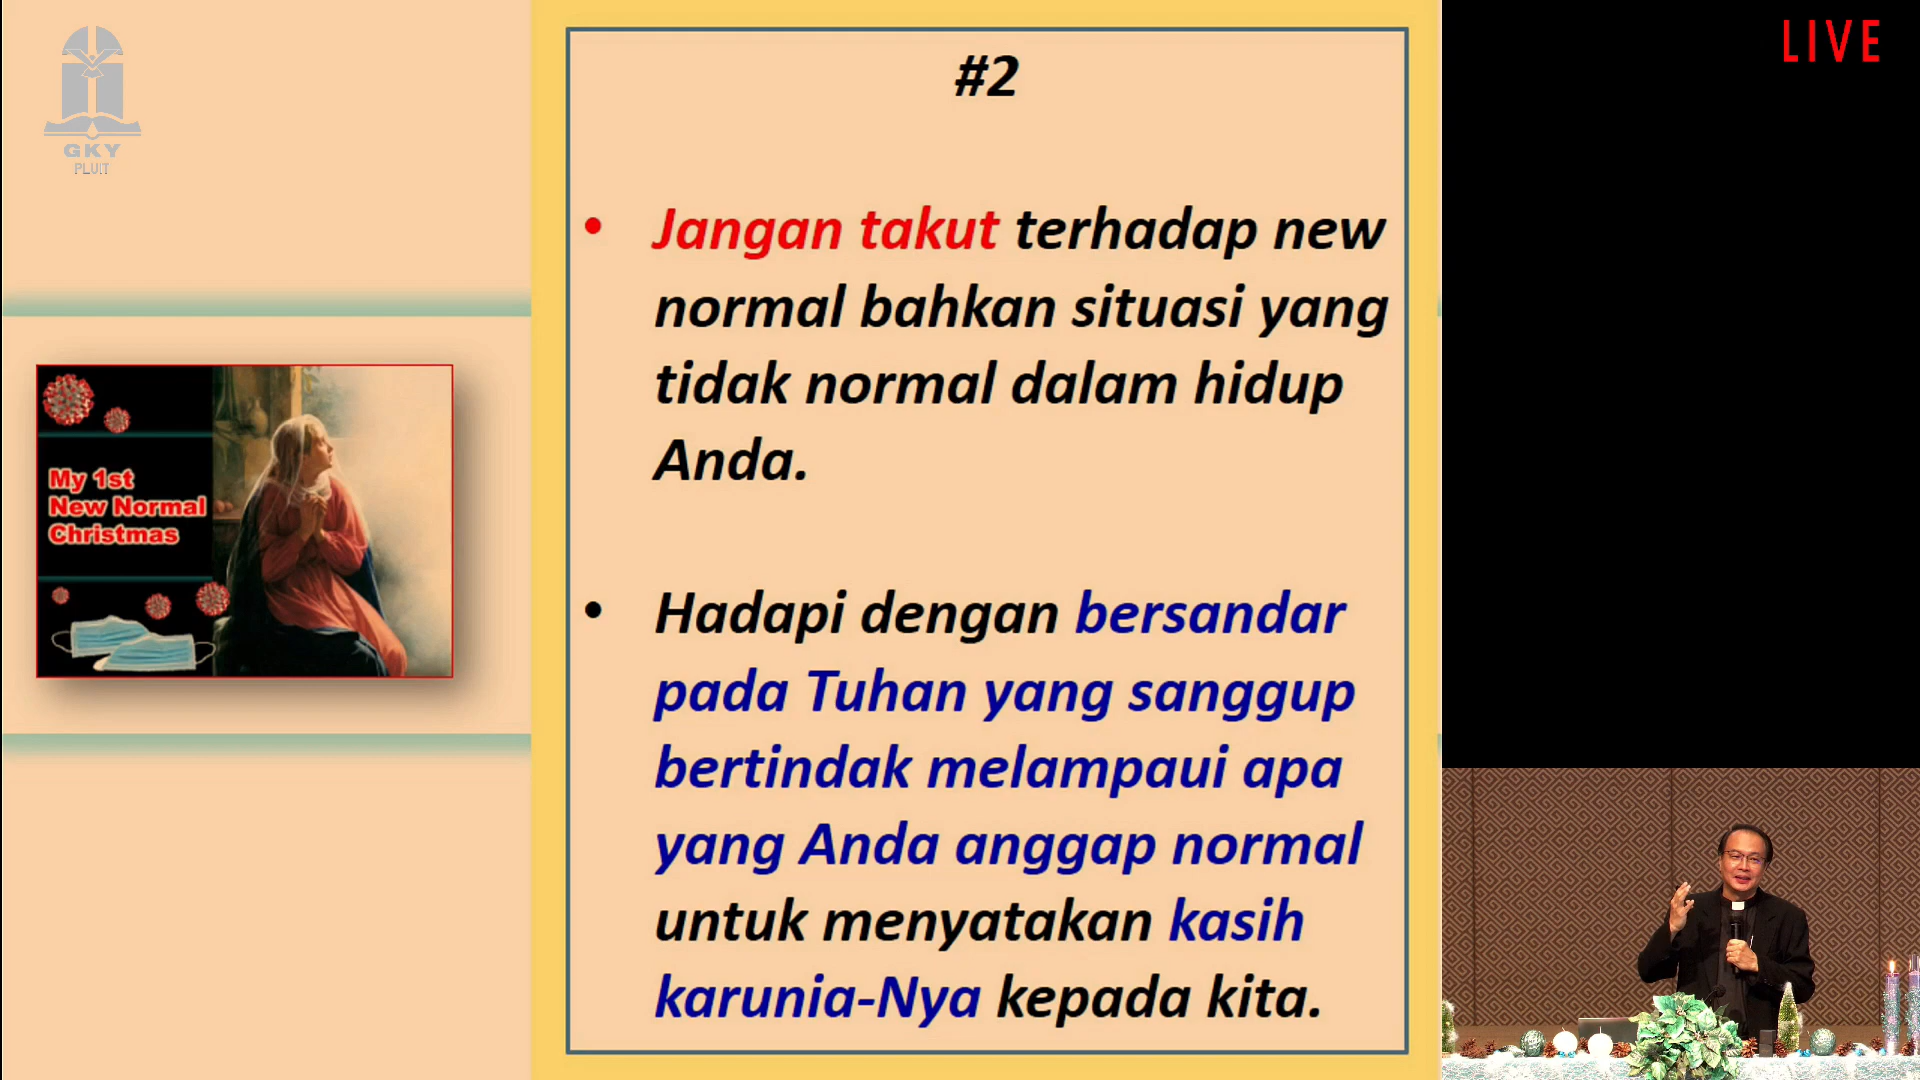 GKY
PLUIT
My 1st
New Normal
Christmas
#2
• Jangan takut terhadap new
normal bahkan situasi yang
tidak normal dalam hidup
Anda.
• Hadapi dengan bersandar
pada Tuhan yang sanggup
bertindak melampaui apa
yang Anda anggap normal
untuk menyatakan kasih
karunia-Nya kepada kita.
LIVE